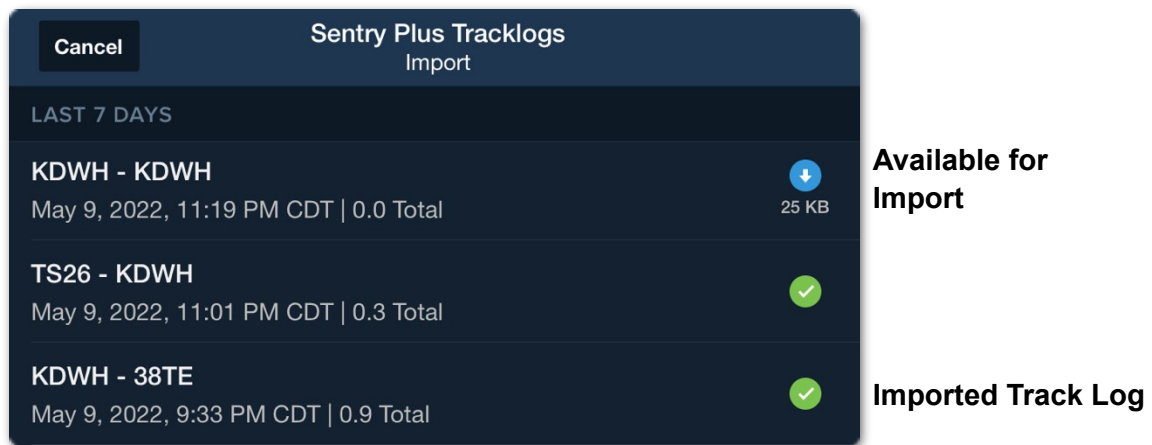 Cancel
Sentry Plus Tracklogs
Import
LAST 7 DAYS
KDWH - KDWH
May 9, 2022, 11:19 PM CDT | 0.0 Total
25 KB
Available for
Import
TS26 - KDWH
May 9, 2022, 11:01 PM CDT | 0.3 Total
KDWH - 38TE
May 9, 2022, 9:33 PM CDT | 0.9 Total
Imported Track Log